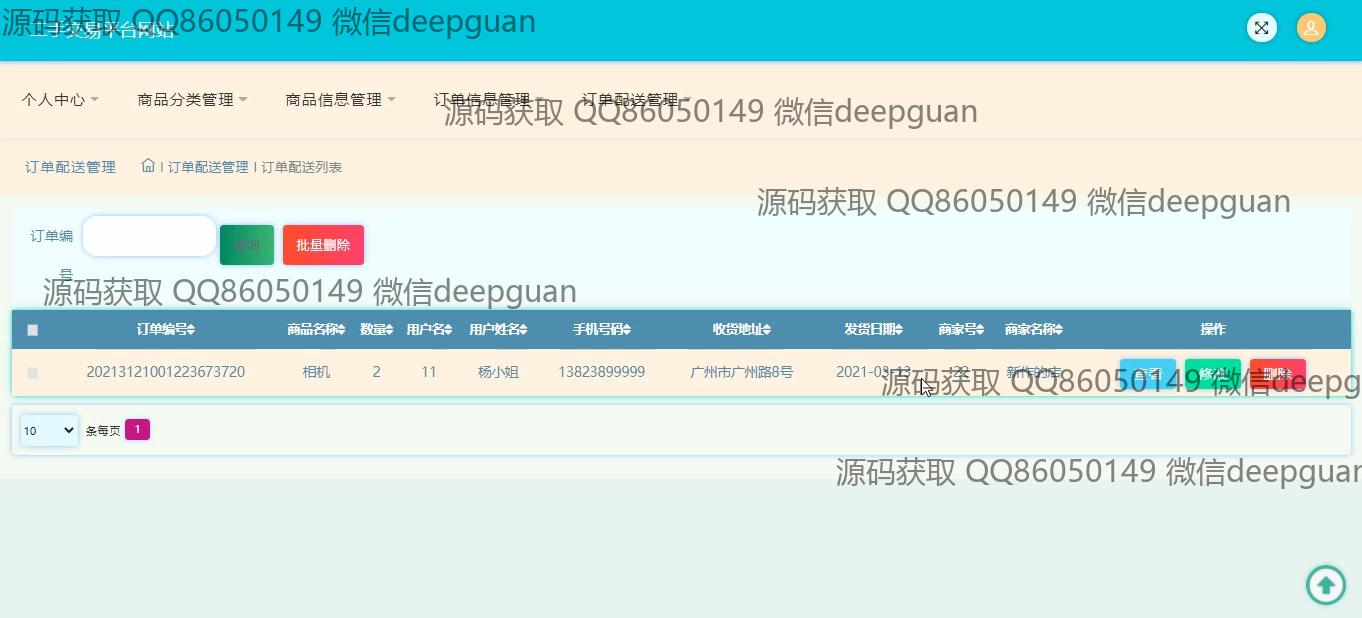 二手交易平台网站
源码获取 QQ86050149 微信deepguan
个人中心 商品分类管理 商品信息管理 订单信息管理 订单配送管理
源码获取 QQ86050149 微信deepguan
订单配送管理 订单配送管理 订单配送列表
源码获取 QQ86050149 微信deepguan
订单编号 查询 批量删除
源码获取 QQ86050149 微信deepguan
订单编号 商品名称 数量 用户名 用户姓名 手机号码 收货地址 发货日期 商家号 商家名称 操作
20213121001223673720 相机 2 11 杨小姐 13823899999 广州市广州路8号 2021-03-13 22 新作的店 查看 修改 删除
源码获取 QQ86050149 微信deepg
10 条每页 1
源码获取 QQ86050149 微信deepguan